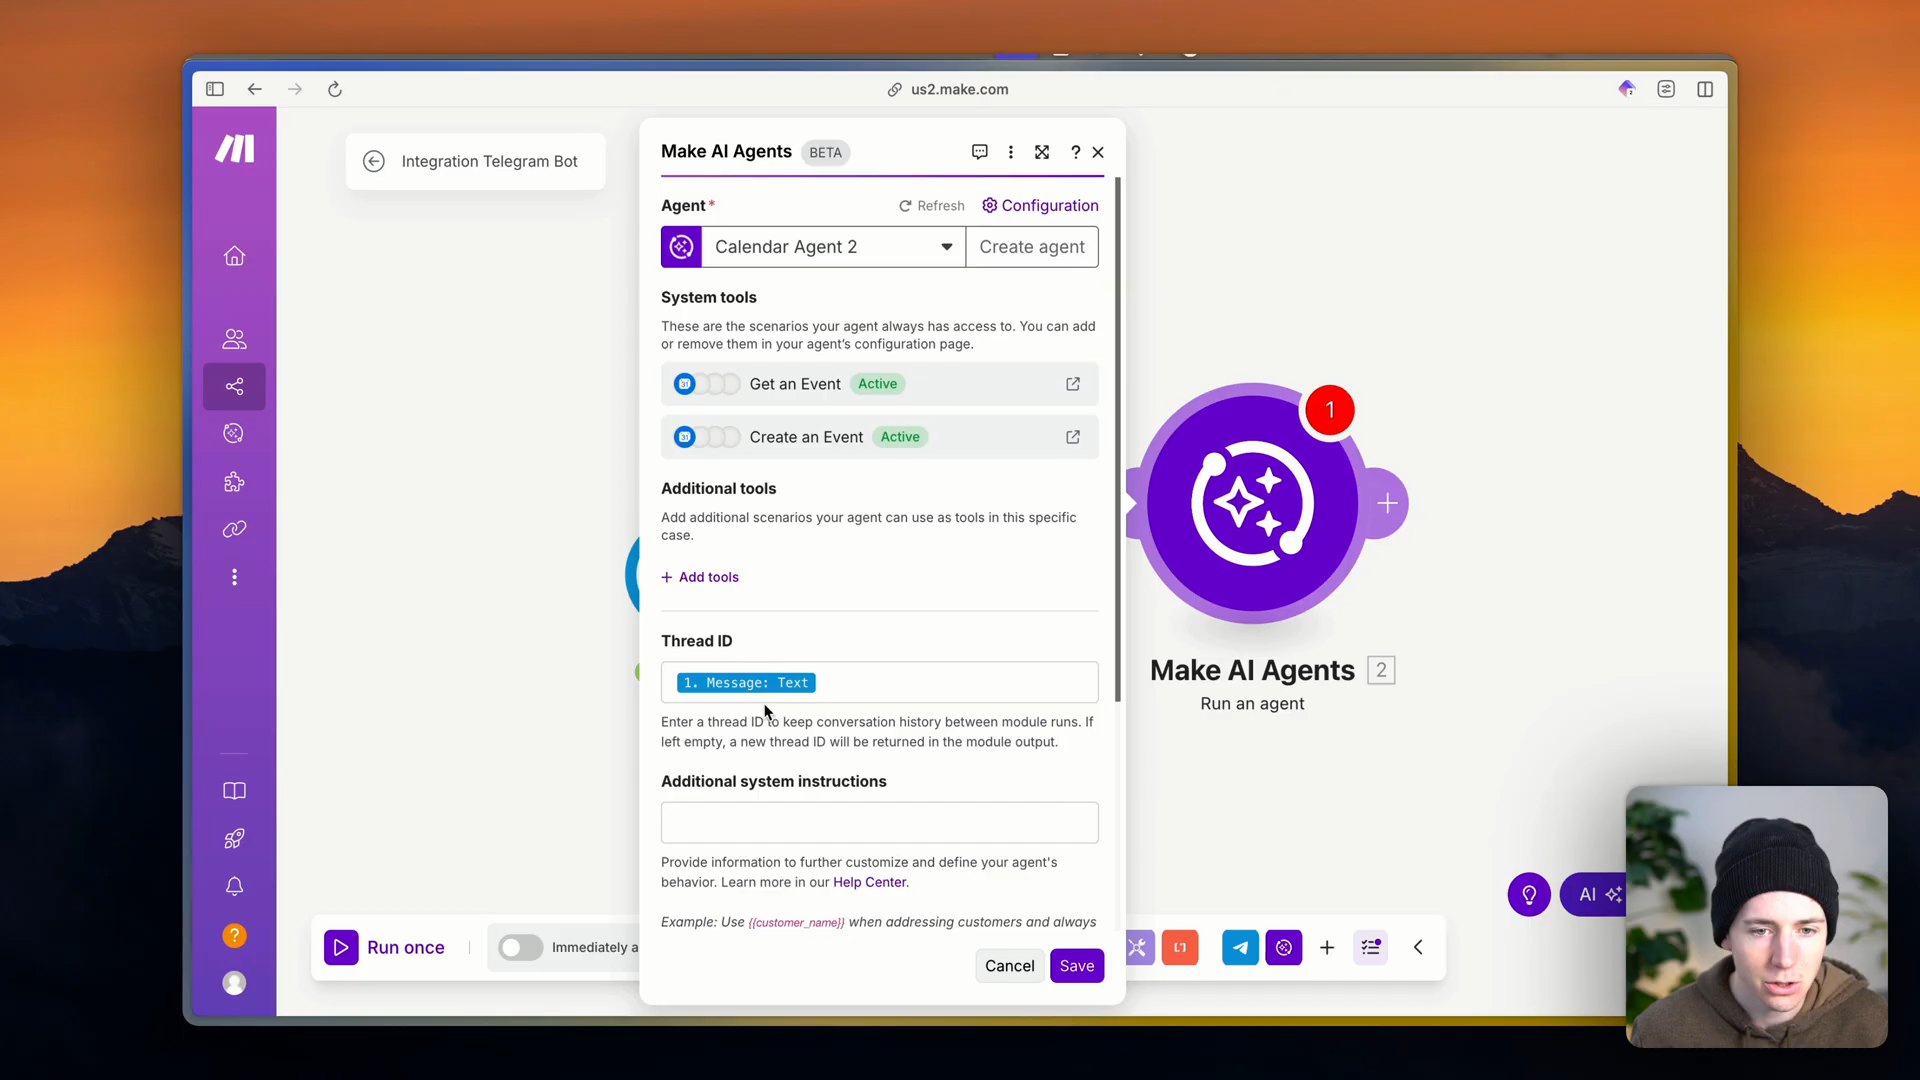 us2.make.com
Integration Telegram Bot
Make AI Agents BETA
?
Agent* Refresh Configuration
Calendar Agent 2 Create agent
System tools
These are the scenarios your agent always has access to. You can add
or remove them in your agent's configuration page.
31 Get an Event Active
31 Create an Event Active
Additional tools
Add additional scenarios your agent can use as tools in this specific
case.
+ Add tools
Thread ID
1. Message: Text
Enter a thread ID to keep conversation history between module runs. If
left empty, a new thread ID will be returned in the module output.
Additional system instructions
Provide information to further customize and define your agent's
behavior. Learn more in our Help Center.
Example: Use {{customer_name}} when addressing customers and always
Cancel Save
1
Make AI Agents 2
Run an agent
AI
Run once
Immediately a
?